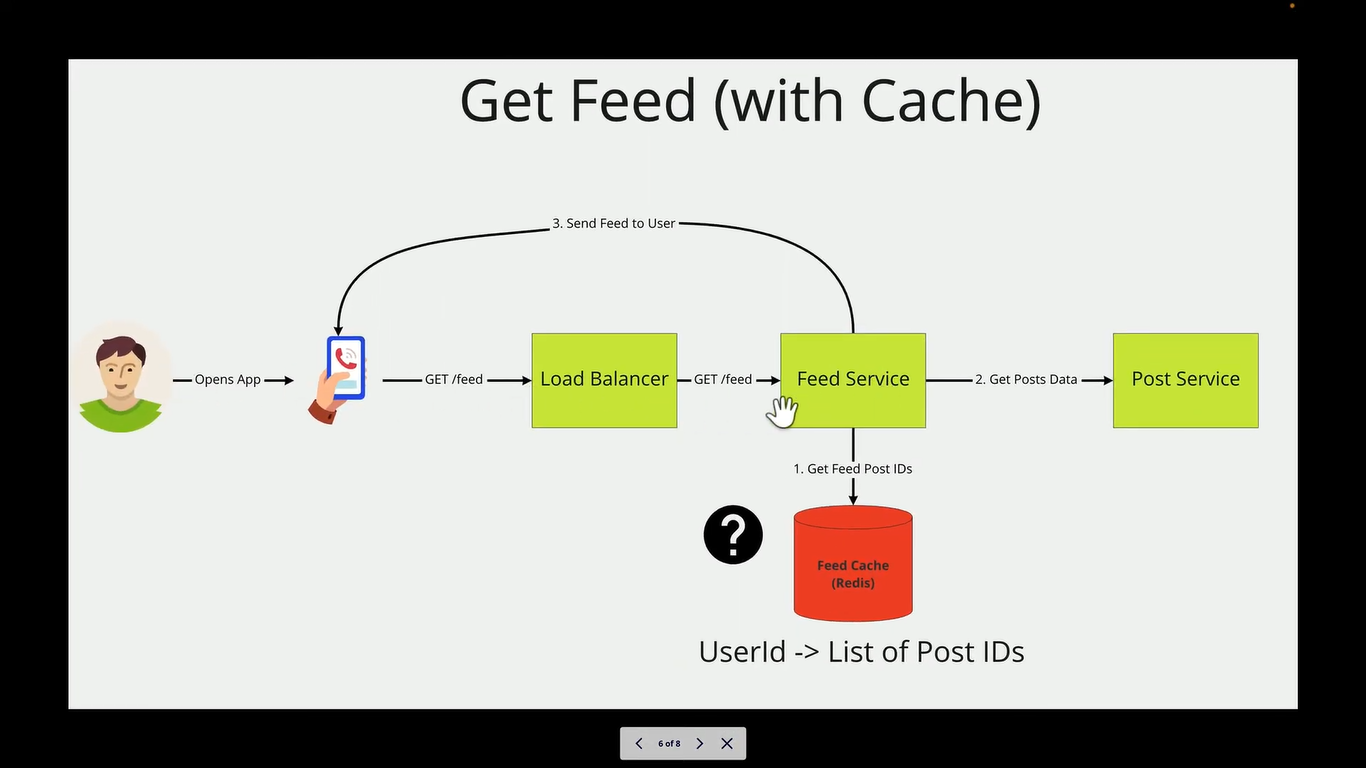 Get Feed (with Cache)
3. Send Feed to User
Opens App
GET /feed
Load Balancer
GET /feed
Feed Service
2. Get Posts Data
Post Service
1. Get Feed Post IDs
?
Feed Cache
(Redis)
UserId -> List of Post IDs
6 of 8